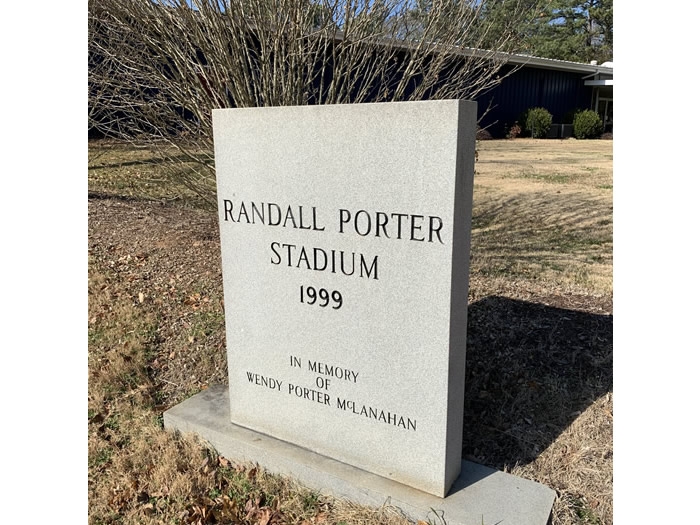 RANDALL PORTER
STADIUM
1999
IN MEMORY
OF
WENDY PORTER McLANAHAN